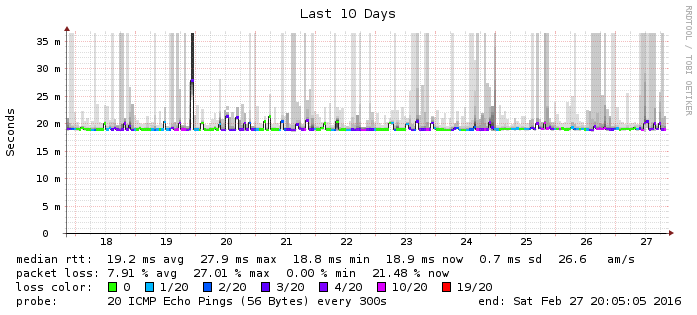 Last 10 Days
RRDTOOL / TOBI OETIKER
Seconds
35 m
30 m
25 m
20 m
15 m
10 m
5 m
0
18 19 20 21 22 23 24 25 26 27
median rtt: 19.2 ms avg 27.9 ms max 18.8 ms min 18.9 ms now 0.7 ms sd 26.6 am/s
packet loss: 7.91 % avg 27.01 % max 0.00 % min 21.48 % now
loss color: 0 1/20 2/20 3/20 4/20 10/20 19/20
probe: 20 ICMP Echo Pings (56 Bytes) every 300s end: Sat Feb 27 20:05:05 2016